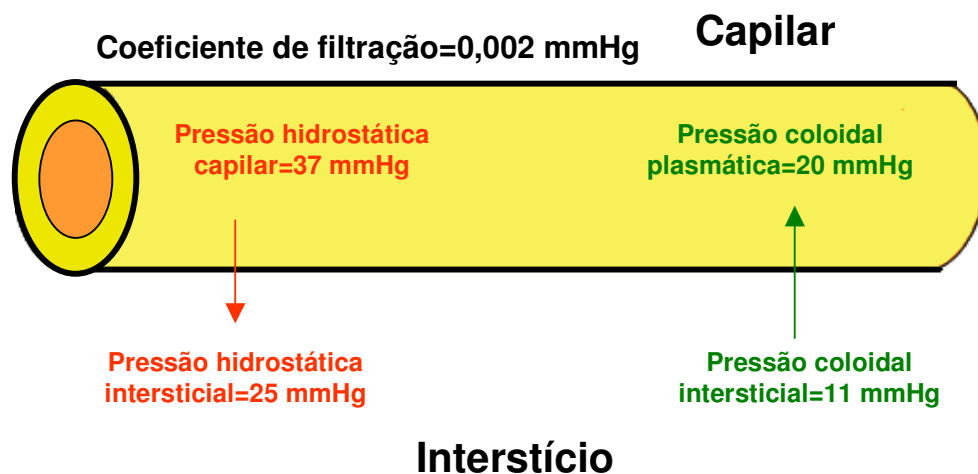 Capilar
Coeficiente de filtração=0,002 mmHg
Pressão hidrostática
capilar=37 mmHg
Pressão coloidal
plasmática=20 mmHg
Pressão hidrostática
intersticial=25 mmHg
Pressão coloidal
intersticial=11 mmHg
Interstício